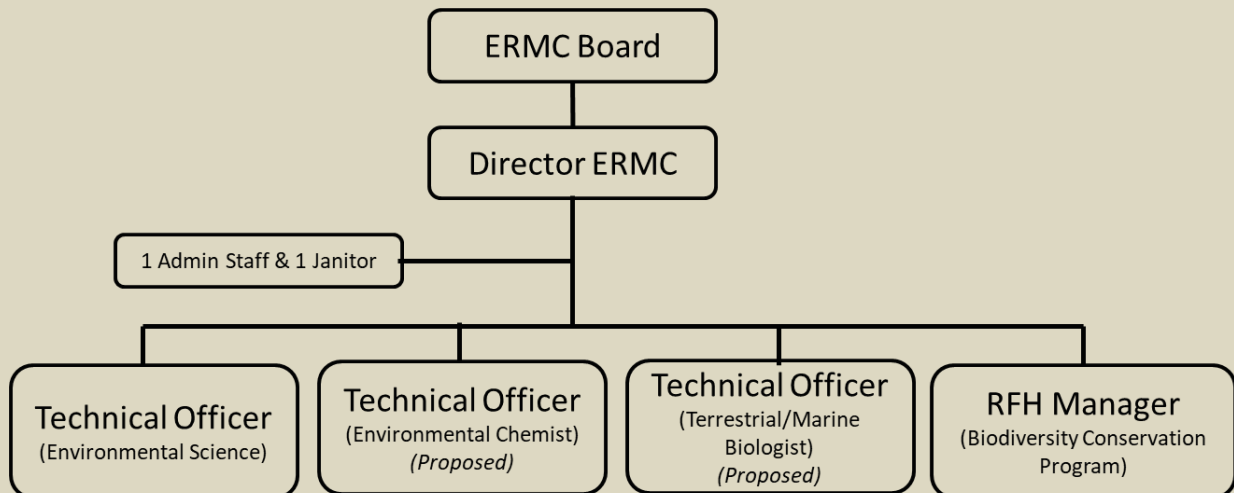 ERMC Board
Director ERMC
1 Admin Staff & 1 Janitor
Technical Officer
(Environmental Science)
Technical Officer
(Environmental Chemist)
(Proposed)
Technical Officer
(Terrestrial/Marine
Biologist)
(Proposed)
RFH Manager
(Biodiversity Conservation
Program)